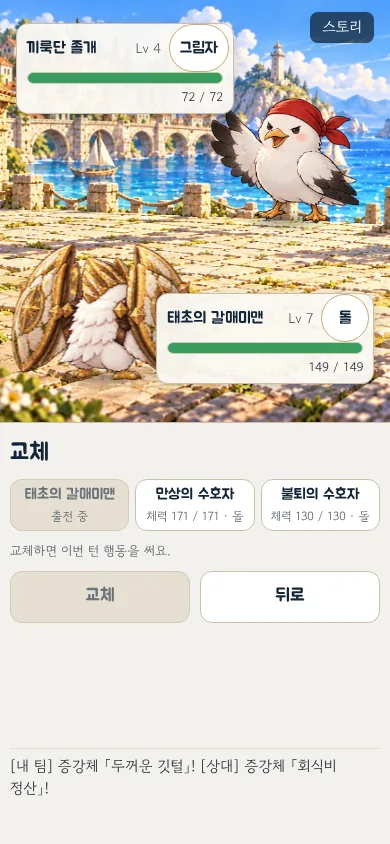 스토리
끼룩단 졸개 Lv 4 그림자
72 / 72
태초의 갈매미맨 Lv 7 돌
149 / 149
교체
태초의 갈매미맨 만상의 수호자 불퇴의 수호자
출전 중 체력 171 / 171 · 돌 체력 130 / 130 · 돌
교체하면 이번 턴 행동을 써요.
교체 뒤로
[내 팀] 증강체 「두꺼운 깃털」! [상대] 증강체 「회식비
정산」!